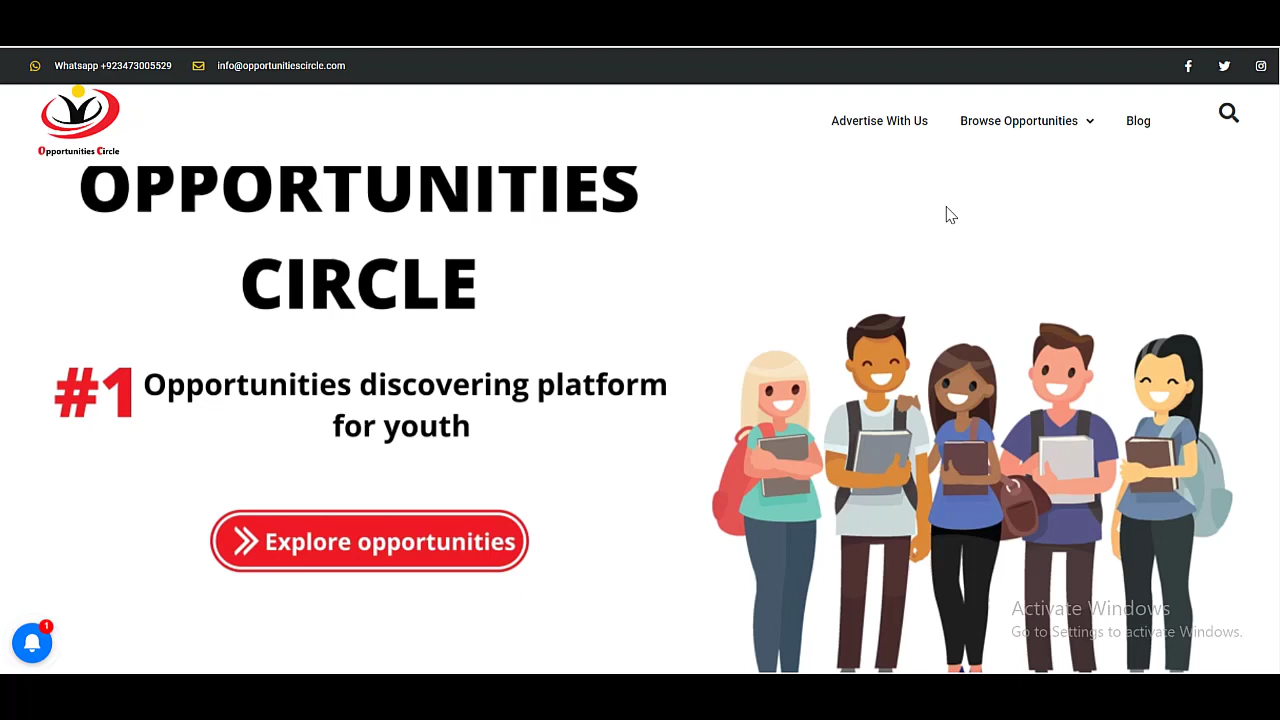 Whatsapp +923473005529
info@opportunitiescircle.com
Opportunities Circle
Advertise With Us
Browse Opportunities
Blog
OPPORTUNITIES
CIRCLE
#1 Opportunities discovering platform
for youth
Explore opportunities
1
Activate Windows
Go to Settings to activate Windows.